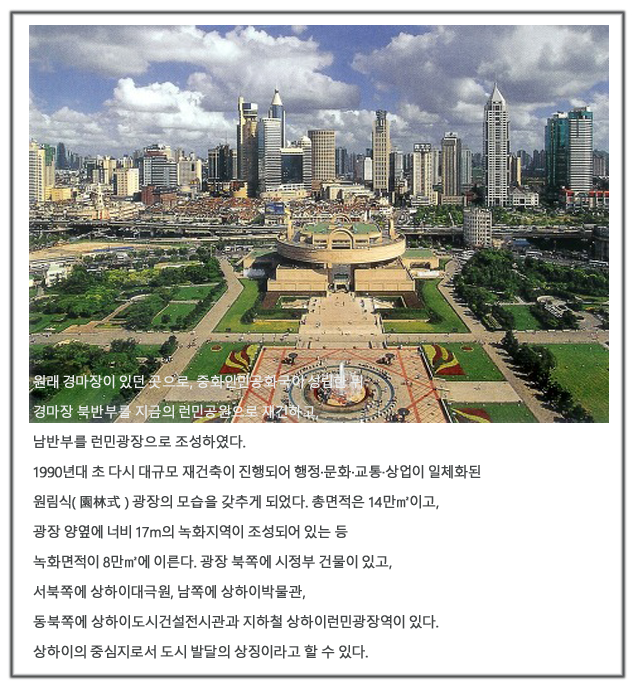 원래 경마장이 있던 곳으로, 중화인민공화국이 성립한 뒤
경마장 북반부를 지금의 런민공원으로 재건하고,
남반부를 런민광장으로 조성하였다.
1990년대 초 다시 대규모 재건축이 진행되어 행정·문화·교통·상업이 일체화된
원림식( 園林式 ) 광장의 모습을 갖추게 되었다. 총면적은 14만㎡이고,
광장 양옆에 너비 17m의 녹화지역이 조성되어 있는 등
녹화면적이 8만㎡에 이른다. 광장 북쪽에 시정부 건물이 있고,
서북쪽에 상하이대극원, 남쪽에 상하이박물관,
동북쪽에 상하이도시건설전시관과 지하철 상하이런민광장역이 있다.
상하이의 중심지로서 도시 발달의 상징이라고 할 수 있다.